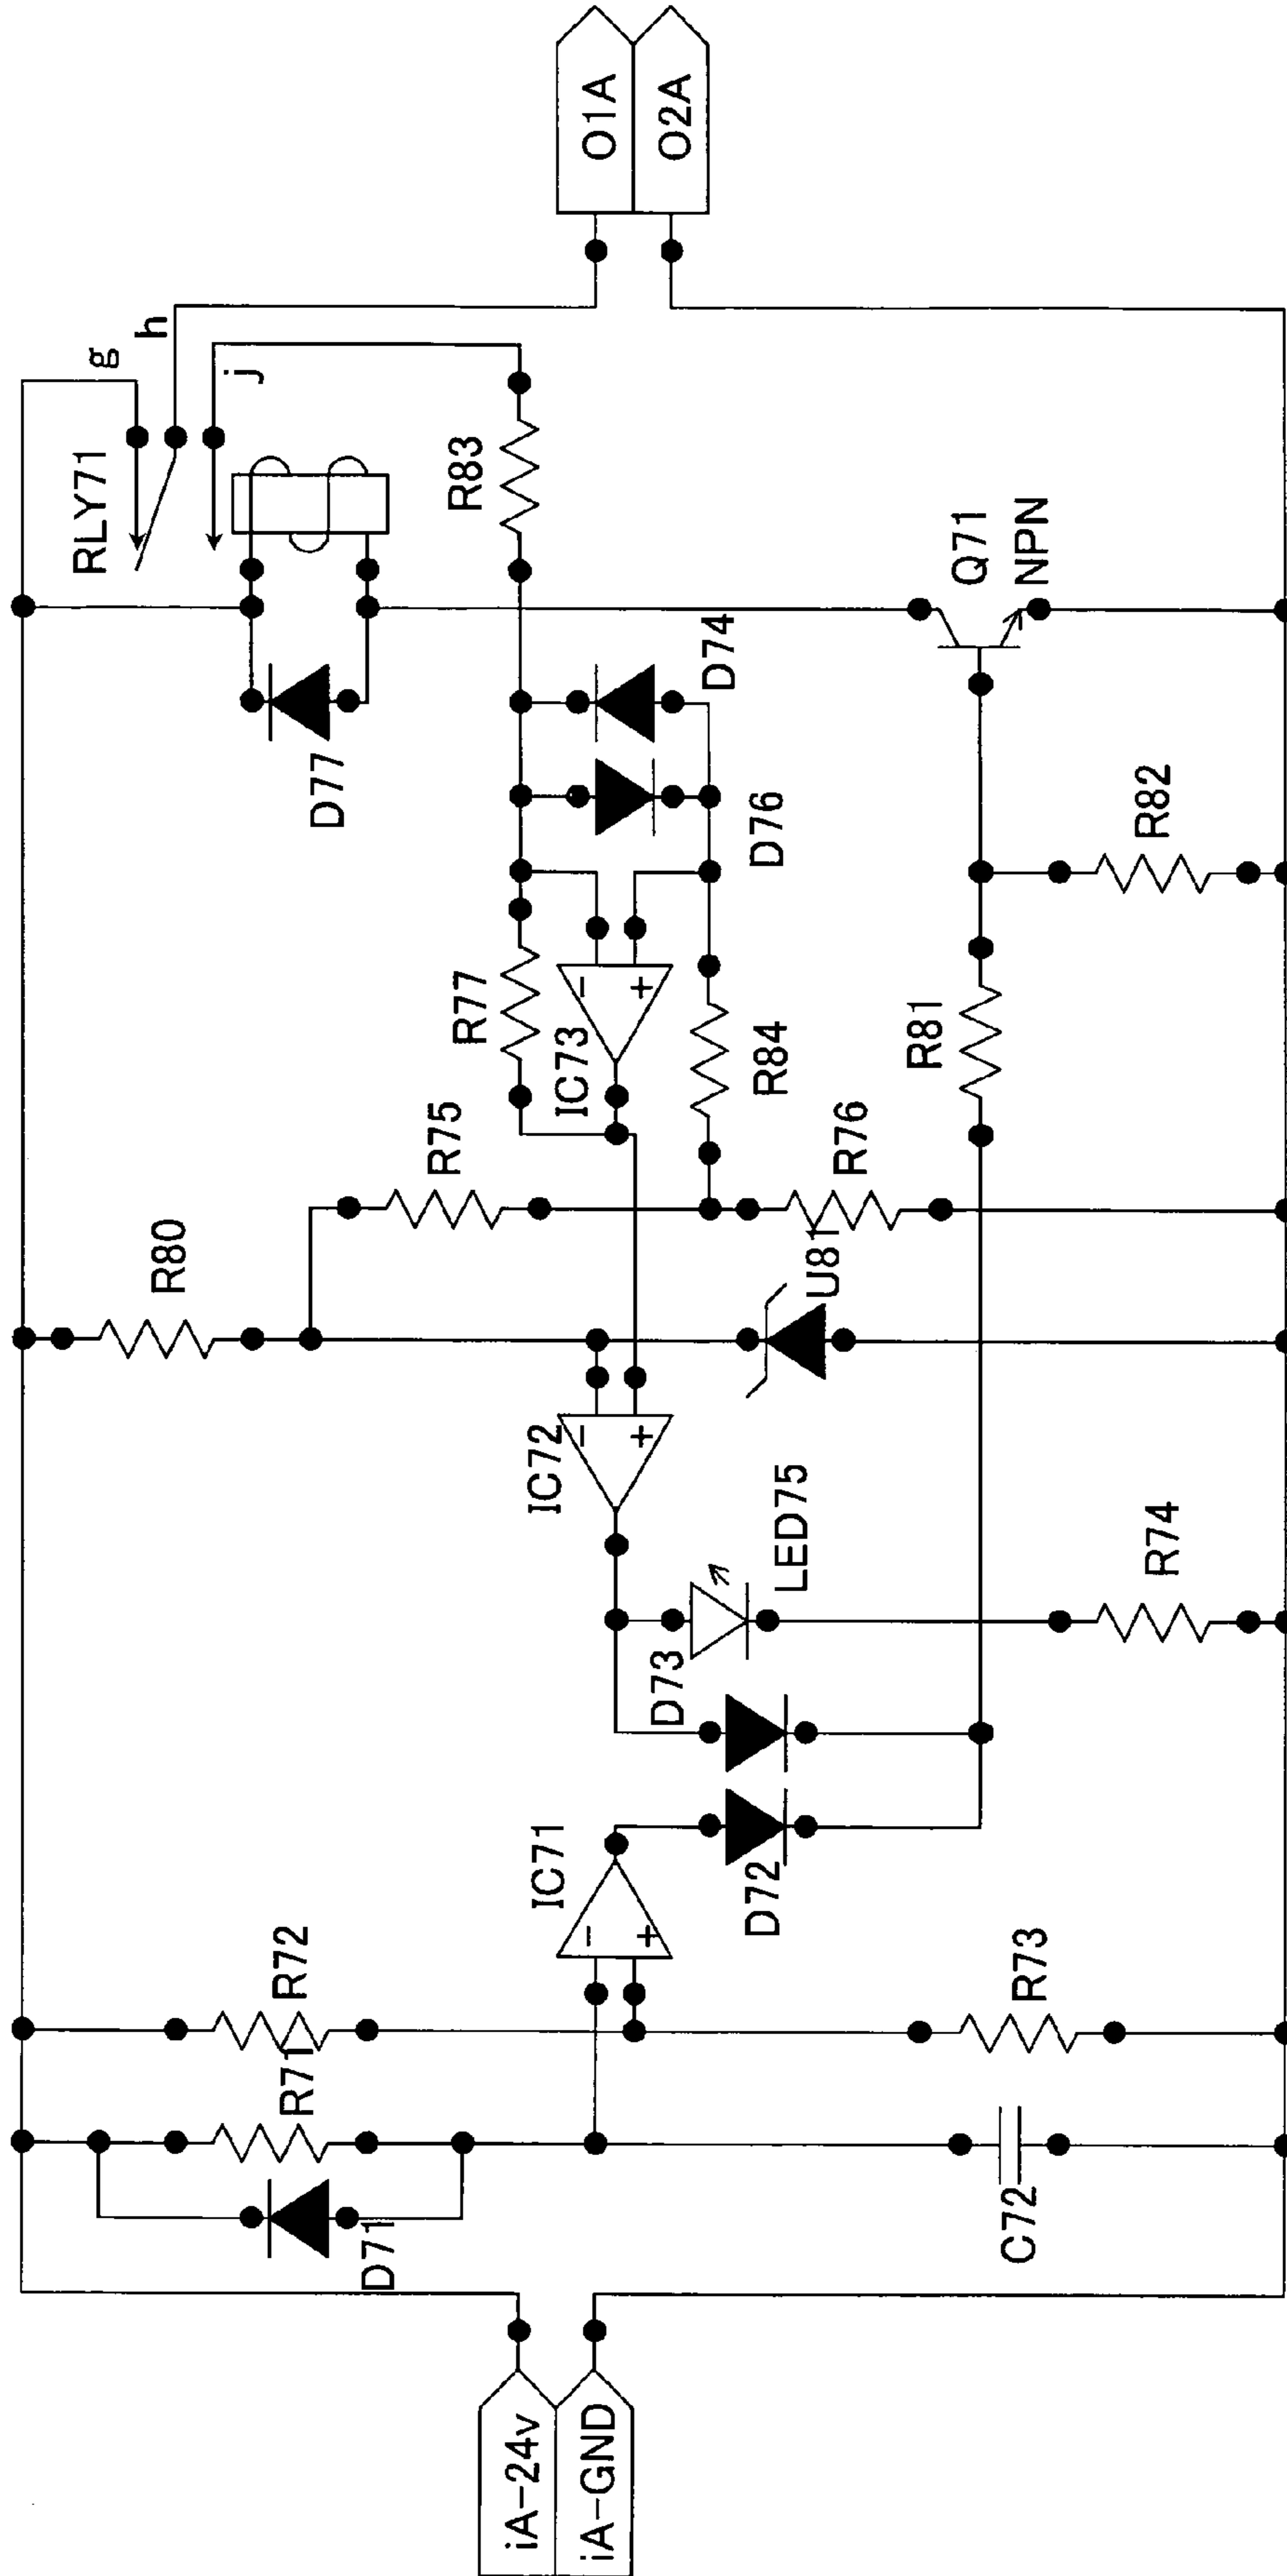 iA-24v
iA-GND
D71
R71
R72
C72
R73
IC71
−
+
D72
D73
LED75
R74
IC72
−
+
R80
R75
U81
R76
R77
IC73
−
+
R84
R81
R82
D77
D76
D74
R83
RLY71
g
h
j
Q71
NPN
O1A
O2A